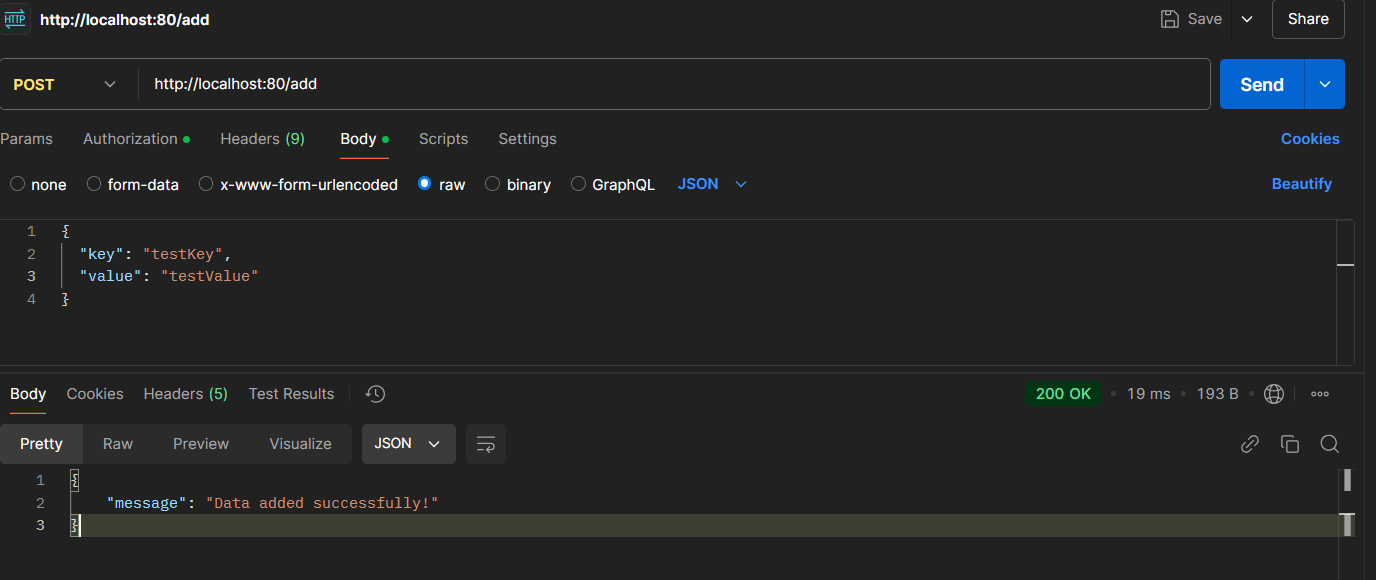 HTTP http://localhost:80/add Save Share
POST http://localhost:80/add Send
Params Authorization Headers (9) Body Scripts Settings Cookies
none form-data x-www-form-urlencoded raw binary GraphQL JSON Beautify
1 {
2 "key": "testKey",
3 "value": "testValue"
4 }
Body Cookies Headers (5) Test Results 200 OK 19 ms 193 B
Pretty Raw Preview Visualize JSON
1 {
2 "message": "Data added successfully!"
3 }